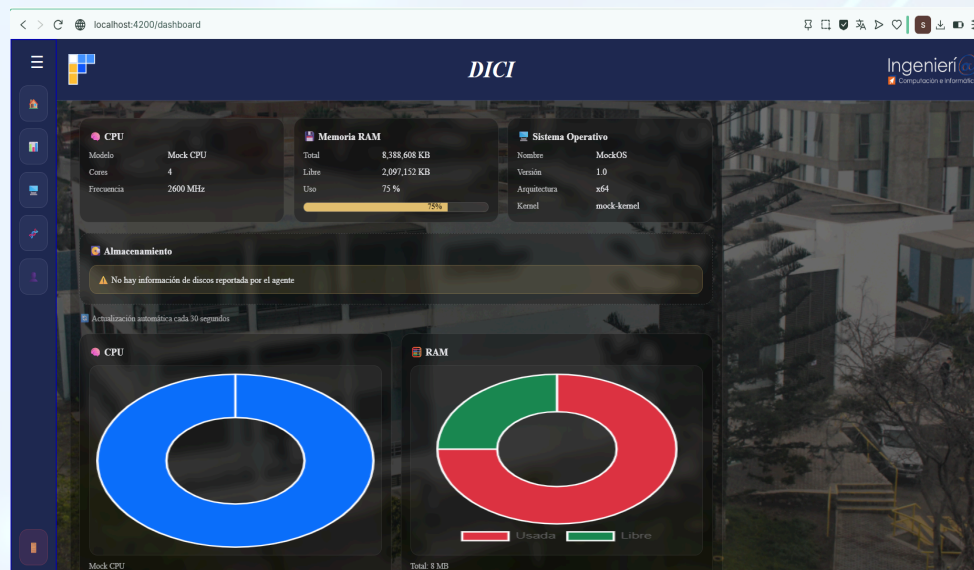 localhost:4200/dashboard
S
DICI
Ingenierí
Computación e Informátic
CPU
Modelo Mock CPU
Cores 4
Frecuencia 2600 MHz
Memoria RAM
Total 8,388,608 KB
Libre 2,097,152 KB
Uso 75 %
75%
Sistema Operativo
Nombre MockOS
Versión 1.0
Arquitectura x64
Kernel mock-kernel
Almacenamiento
No hay información de discos reportada por el agente
Actualización automática cada 30 segundos
CPU
Mock CPU
RAM
Usada Libre
Total: 8 MB